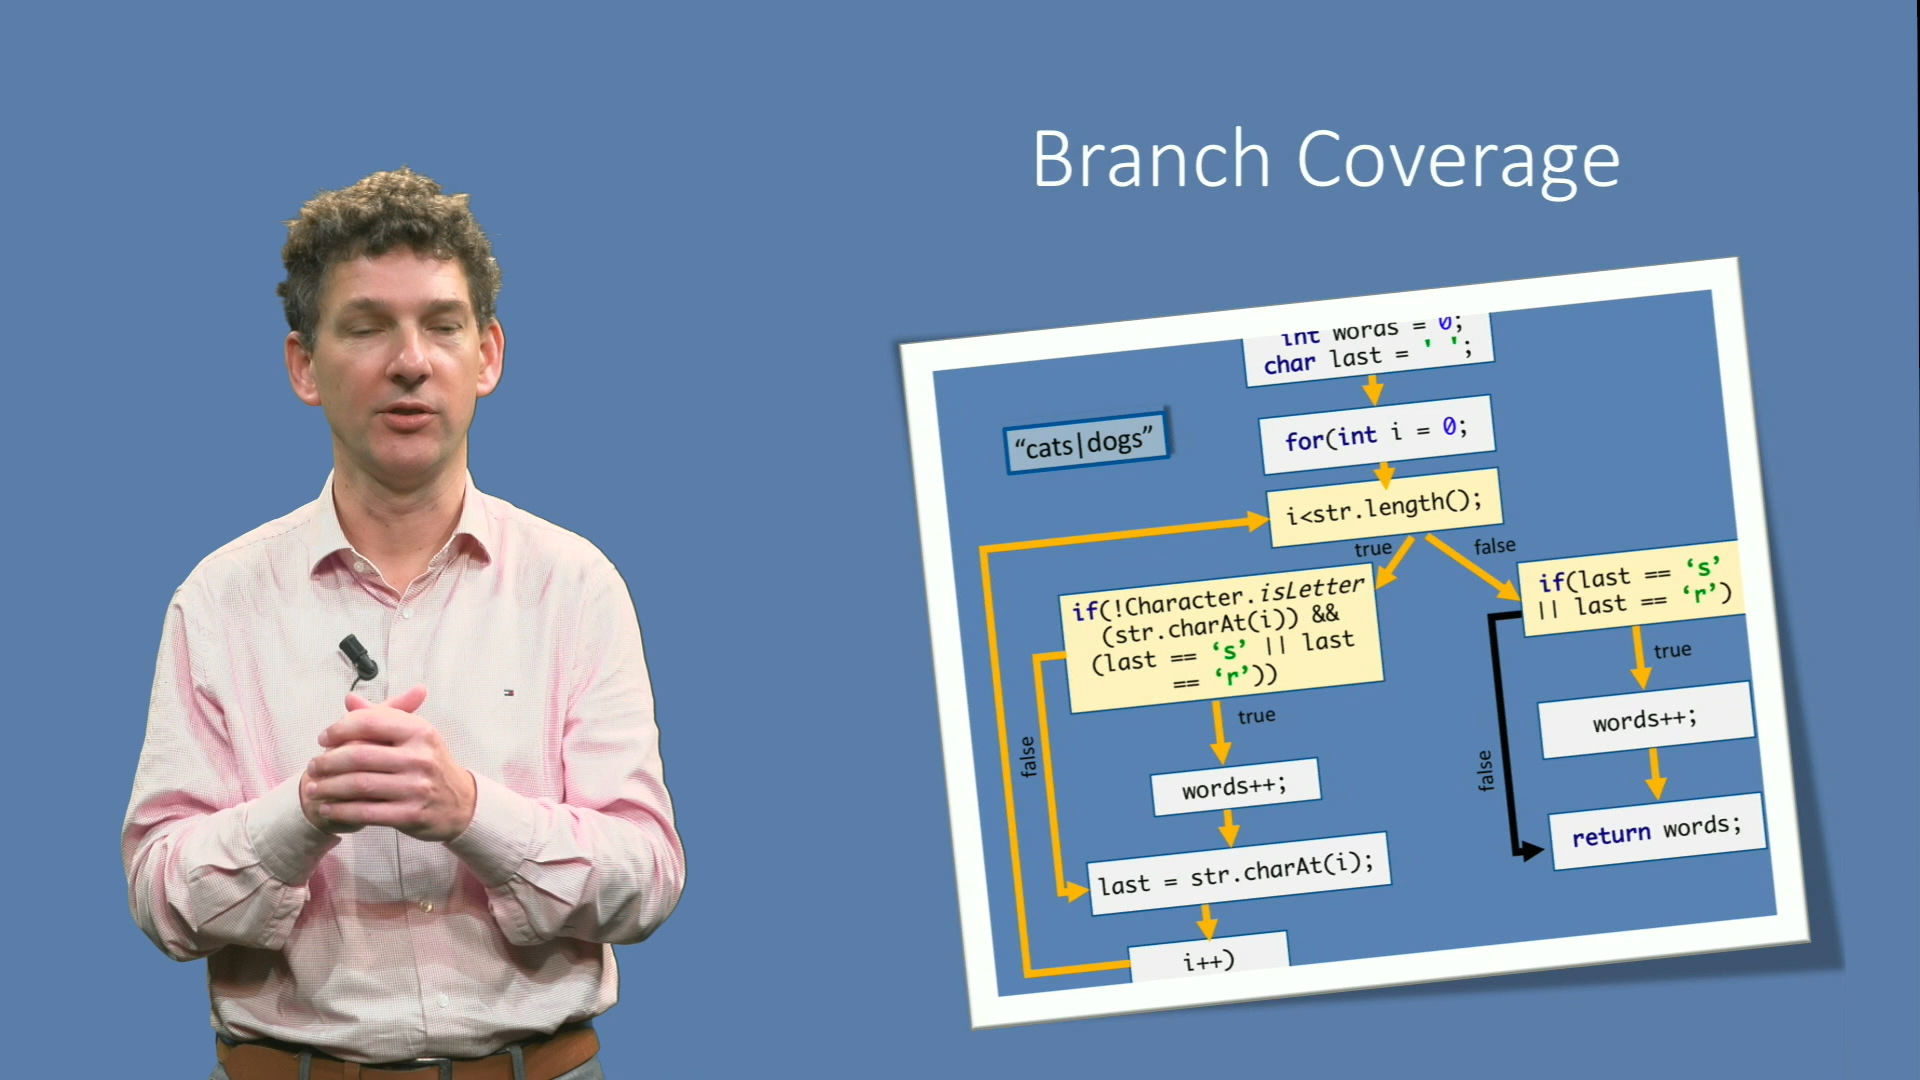 Branch Coverage
int words = 0;
char last = ' ';
"cats|dogs"
for(int i = 0;
i<str.length();
true
false
if(!Character.isLetter
(str.charAt(i)) &&
(last == ‘s’ || last
== ‘r’))
if(last == ‘s’
|| last == ‘r’)
false
true
true
false
words++;
words++;
last = str.charAt(i);
return words;
i++)